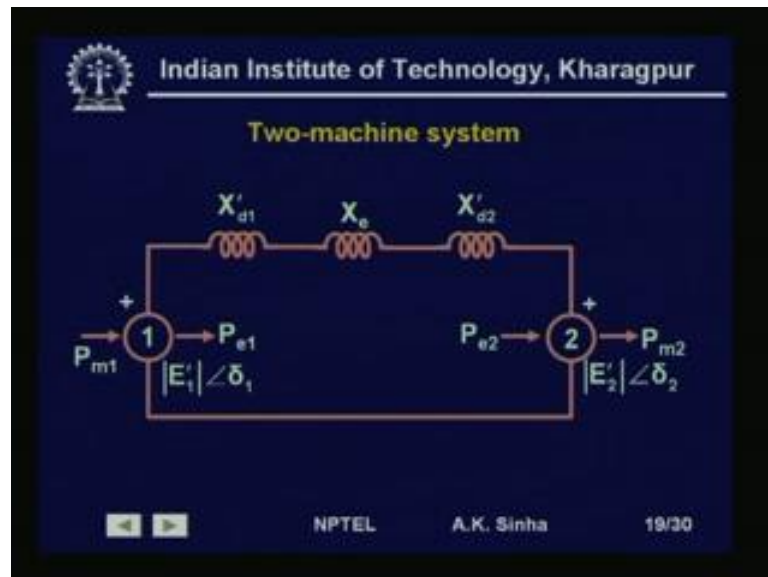 Indian Institute of Technology, Kharagpur
Two-machine system
X'd1
Xe
X'd2
+
+
Pm1
1
Pe1
Pe2
2
Pm2
|E'1|∠δ1
|E'2|∠δ2
NPTEL
A.K. Sinha
19/30